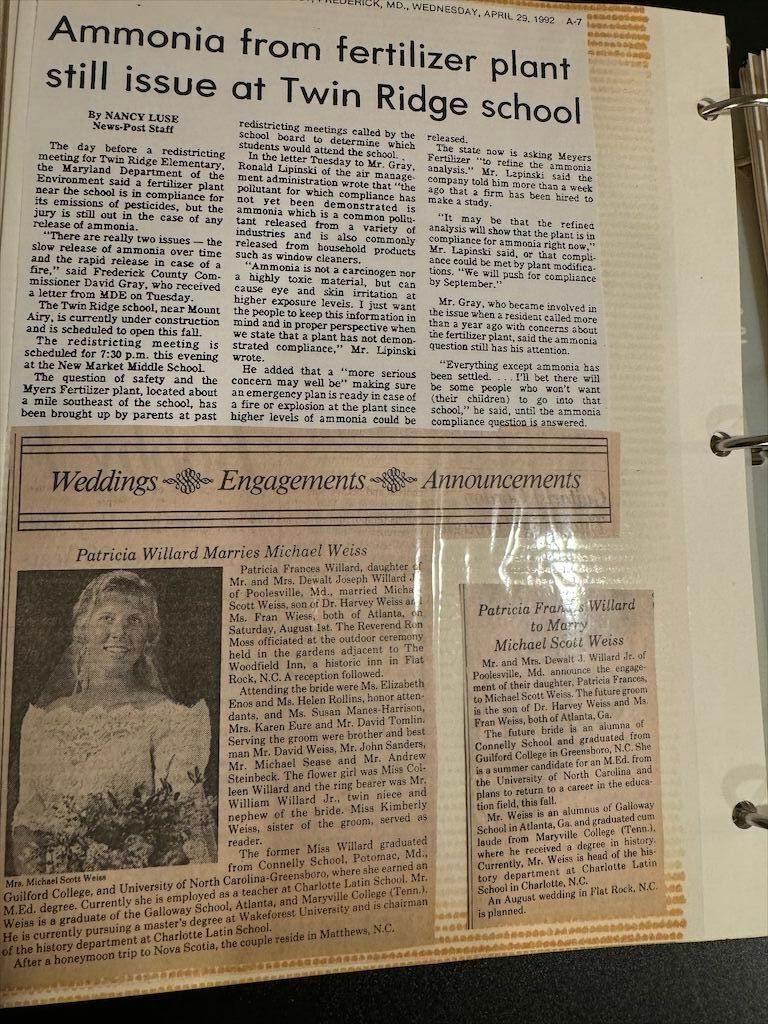 FREDERICK, MD., WEDNESDAY, APRIL 29, 1992 A-7
Ammonia from fertilizer plant
still issue at Twin Ridge school
By NANCY LUSE
News-Post Staff
The day before a redistricting
meeting for Twin Ridge Elementary,
the Maryland Department of the
Environment said a fertilizer plant
near the school is in compliance for
its emissions of pesticides, but the
jury is still out in the case of any
release of ammonia.
"There are really two issues — the
slow release of ammonia over time
and the rapid release in case of a
fire," said Frederick County Com-
missioner David Gray, who received
a letter from MDE on Tuesday.
The Twin Ridge school, near Mount
Airy, is currently under construction
and is scheduled to open this fall.
The redistricting meeting is
scheduled for 7:30 p.m. this evening
at the New Market Middle School.
The question of safety and the
Myers Fertilizer plant, located about
a mile southeast of the school, has
been brought up by parents at past
redistricting meetings called by the
school board to determine which
students would attend the school. .
In the letter Tuesday to Mr. Gray,
Ronald Lipinski of the air manage-
ment administration wrote that "the
pollutant for which compliance has
not yet been demonstrated is
ammonia which is a common pollu-
tant released from a variety of
industries and is also commonly
released from household products
such as window cleaners.
"Ammonia is not a carcinogen nor
a highly toxic material, but can
cause eye and skin irritation at
higher exposure levels. I just want
the people to keep this information in
mind and in proper perspective when
we state that a plant has not demon-
strated compliance," Mr. Lipinski
wrote.
He added that a "more serious
concern may well be" making sure
an emergency plan is ready in case of
a fire or explosion at the plant since
higher levels of ammonia could be
released.
The state now is asking Meyers
Fertilizer "to refine the ammonia
analysis." Mr. Lapinski said the
company told him more than a week
ago that a firm has been hired to
make a study.
"It may be that the refined
analysis will show that the plant is in
compliance for ammonia right now,"
Mr. Lapinski said, or that compli-
ance could be met by plant modifica-
tions. "We will push for compliance
by September."
Mr. Gray, who became involved in
the issue when a resident called more
than a year ago with concerns about
the fertilizer plant, said the ammonia
question still has his attention.
"Everything except ammonia has
been settled. . . . I'll bet there will
be some people who won't want
(their children) to go into that
school," he said, until the ammonia
compliance question is answered.
Weddings Engagements Announcements
Patricia Willard Marries Michael Weiss
Patricia Frances Willard, daughter of
Mr. and Mrs. Dewalt Joseph Willard J
of Poolesville, Md., married Michael
Scott Weiss, son of Dr. Harvey Weiss and
Ms. Fran Wiess, both of Atlanta, on
Saturday, August 1st. The Reverend Ron
Moss officiated at the outdoor ceremony
held in the gardens adjacent to The
Woodfield Inn, a historic inn in Flat
Rock, N.C. A reception followed.
Attending the bride were Ms. Elizabeth
Enos and Ms. Helen Rollins, honor atten-
dants, and Ms. Susan Manes-Harrison,
Mrs. Karen Eure and Mr. David Tomlin.
Serving the groom were brother and best
man Mr. David Weiss, Mr. John Sanders,
Mr. Michael Sease and Mr. Andrew
Steinbeck. The flower girl was Miss Col-
leen Willard and the ring bearer was Mr.
William Willard Jr., twin niece and
nephew of the bride. Miss Kimberly
Weiss, sister of the groom, served as
reader.
The former Miss Willard graduated
from Connelly School, Potomac, Md.,
Mrs. Michael Scott Weiss
Guilford College, and University of North Carolina-Greensboro, where she earned an
M.Ed. degree. Currently she is employed as a teacher at Charlotte Latin School. Mr.
Weiss is a graduate of the Galloway School, Atlanta, and Maryville College (Tenn.).
He is currently pursuing a master's degree at Wakeforest University and is chairman
of the history department at Charlotte Latin School.
After a honeymoon trip to Nova Scotia, the couple reside in Matthews, N.C.
Patricia Frances Willard
to Marry
Michael Scott Weiss
Mr. and Mrs. Dewalt J. Willard Jr. of
Poolesville, Md. announce the engage-
ment of their daughter, Patricia Frances,
to Michael Scott Weiss. The future groom
is the son of Dr. Harvey Weiss and Ms.
Fran Weiss, both of Atlanta, Ga.
The future bride is an alumna of
Connelly School and graduated from
Guilford College in Greensboro, N.C. She
is a summer candidate for an M.Ed. from
the University of North Carolina and
plans to return to a career in the educa-
tion field, this fall.
Mr. Weiss is an alumnus of Galloway
School in Atlanta, Ga. and graduated cum
laude from Maryville College (Tenn.),
where he received a degree in history.
Currently, Mr. Weiss is head of the his-
tory department at Charlotte Latin
School in Charlotte, N.C.
An August wedding in Flat Rock, N.C.
is planned.